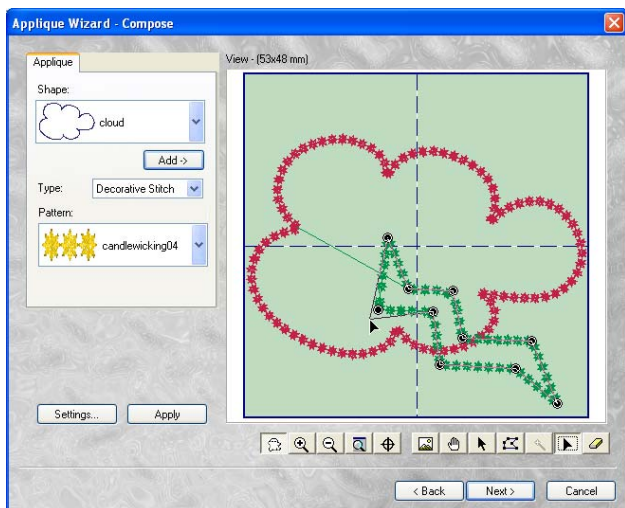 Applique Wizard - Compose
Applique
View - (53x48 mm)
Shape:
cloud
Add ->
Type: Decorative Stitch
Pattern:
candlewicking04
Settings... Apply
< Back Next > Cancel